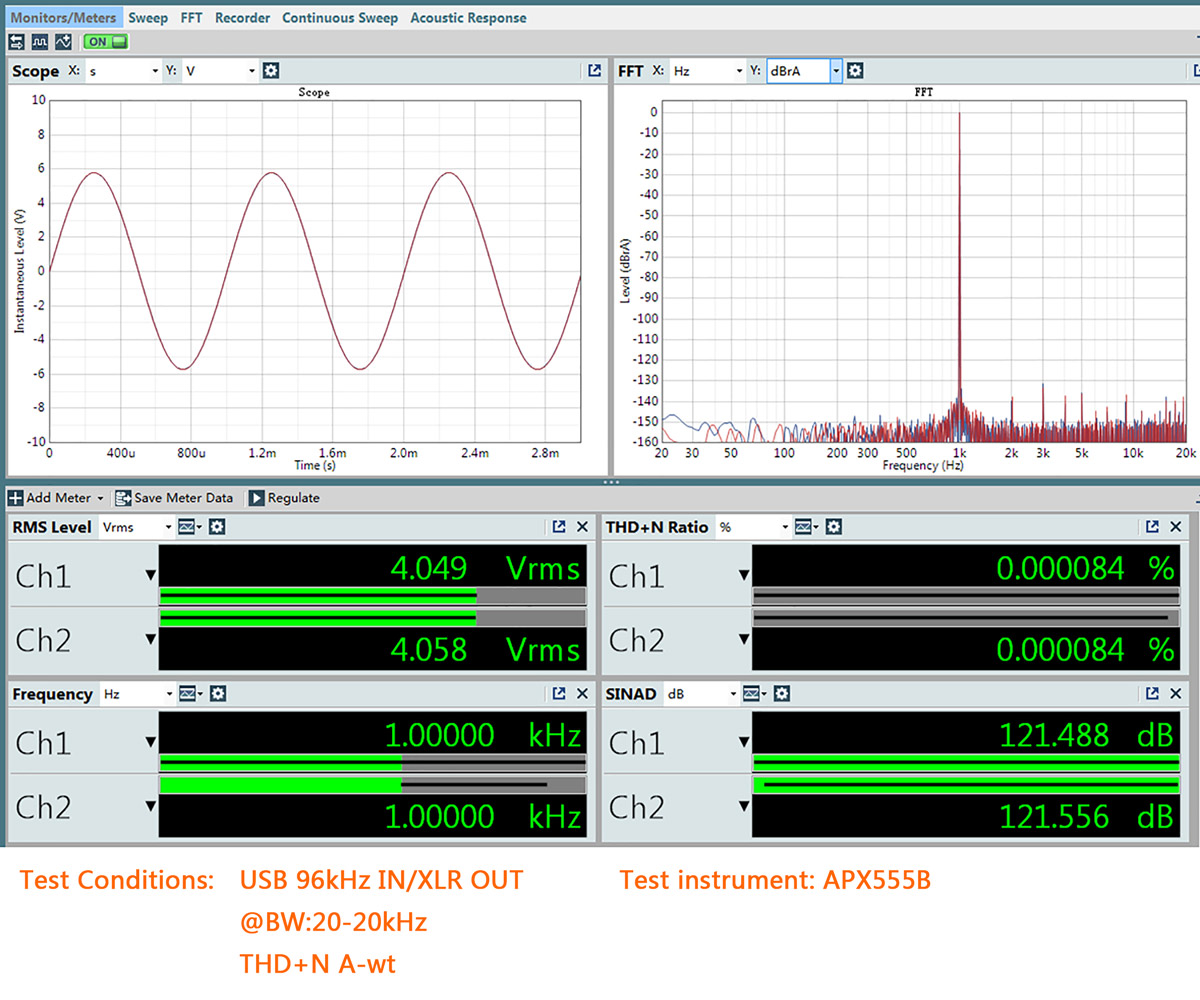 Monitors/Meters Sweep FFT Recorder Continuous Sweep Acoustic Response
ON
Scope X: s Y: V
FFT X: Hz Y: dBrA
Scope
Instantaneous Level (V)
10
8
6
4
2
0
-2
-4
-6
-8
-10
0 400u 800u 1.2m 1.6m 2.0m 2.4m 2.8m
Time (s)
FFT
Level (dBrA)
0
-10
-20
-30
-40
-50
-60
-70
-80
-90
-100
-110
-120
-130
-140
-150
-160
20 30 50 100 200 300 500 1k 2k 3k 5k 10k 20k
Frequency (Hz)
Add Meter Save Meter Data Regulate
RMS Level Vrms
Ch1 4.049 Vrms
Ch2 4.058 Vrms
THD+N Ratio %
Ch1 0.000084 %
Ch2 0.000084 %
Frequency Hz
Ch1 1.00000 kHz
Ch2 1.00000 kHz
SINAD dB
Ch1 121.488 dB
Ch2 121.556 dB
Test Conditions: USB 96kHz IN/XLR OUT
@BW:20-20kHz
THD+N A-wt
Test instrument: APX555B